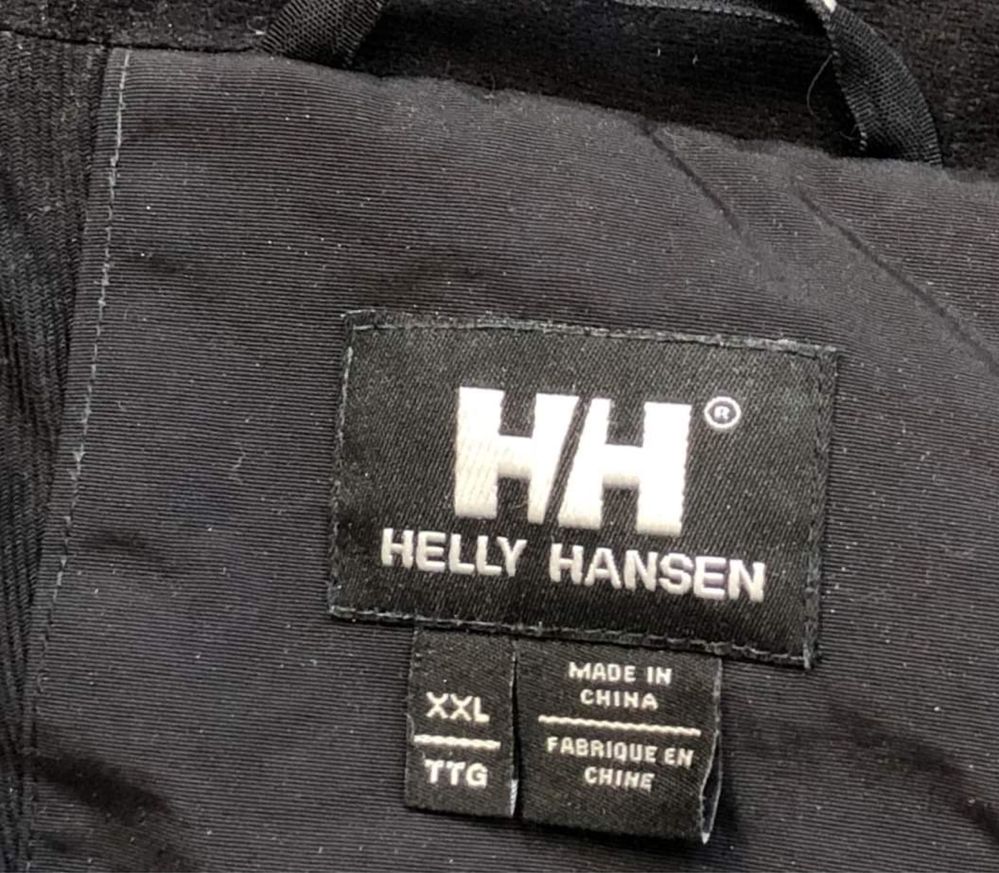 HH®
HELLY HANSEN
XXL
TTG
MADE IN
CHINA
FABRIQUE EN
CHINE